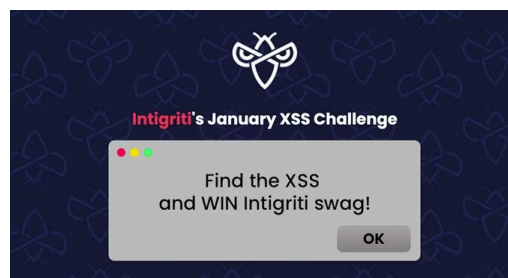 Intigriti's January XSS Challenge
Find the XSS
and WIN Intigriti swag!
OK